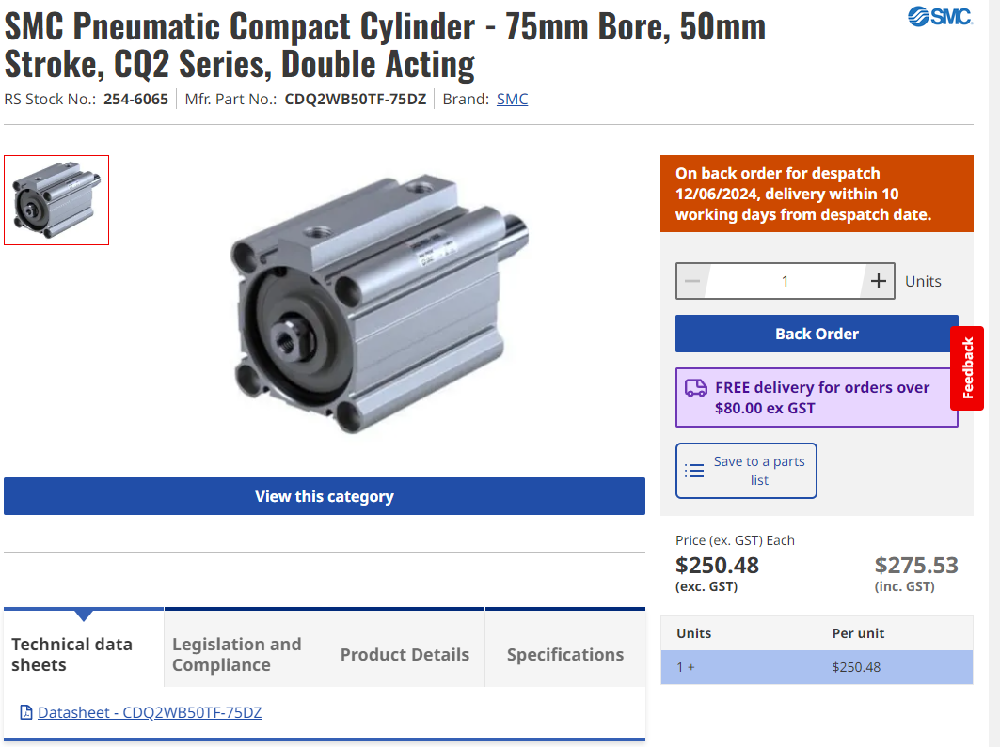 SMC Pneumatic Compact Cylinder - 75mm Bore, 50mm
Stroke, CQ2 Series, Double Acting
SMC
RS Stock No.: 254-6065 Mfr. Part No.: CDQ2WB50TF-75DZ Brand: SMC
On back order for despatch
12/06/2024, delivery within 10
working days from despatch date.
1 Units
Back Order
Feedback
FREE delivery for orders over
$80.00 ex GST
Save to a parts
list
View this category
Price (ex. GST) Each
$250.48 $275.53
(exc. GST) (inc. GST)
Units Per unit
1 + $250.48
Technical data
sheets
Legislation and
Compliance
Product Details
Specifications
Datasheet - CDQ2WB50TF-75DZ